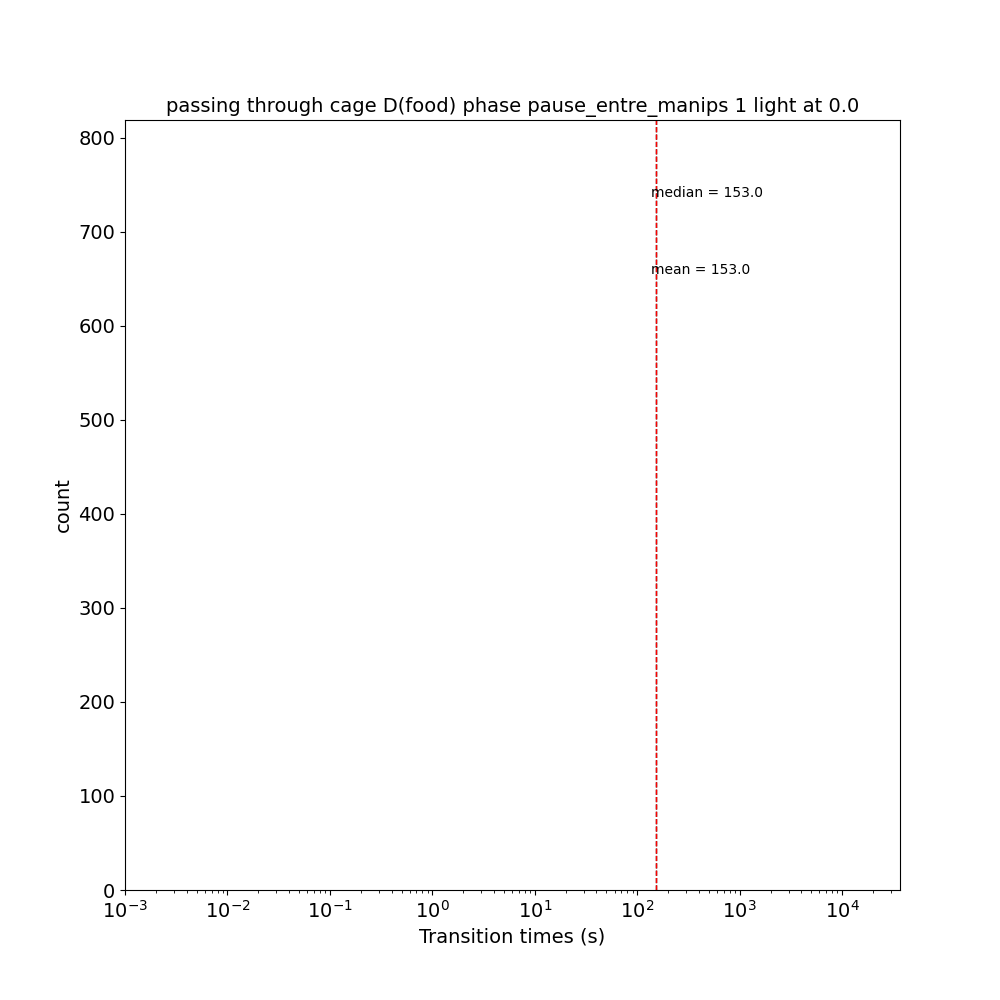 passing through cage D(food) phase pause_entre_manips 1 light at 0.0
800
median = 153.0
700
mean = 153.0
600
500
count
400
300
200
100
0
10⁻³ 10⁻² 10⁻¹ 10⁰ 10¹ 10² 10³ 10⁴
Transition times (s)